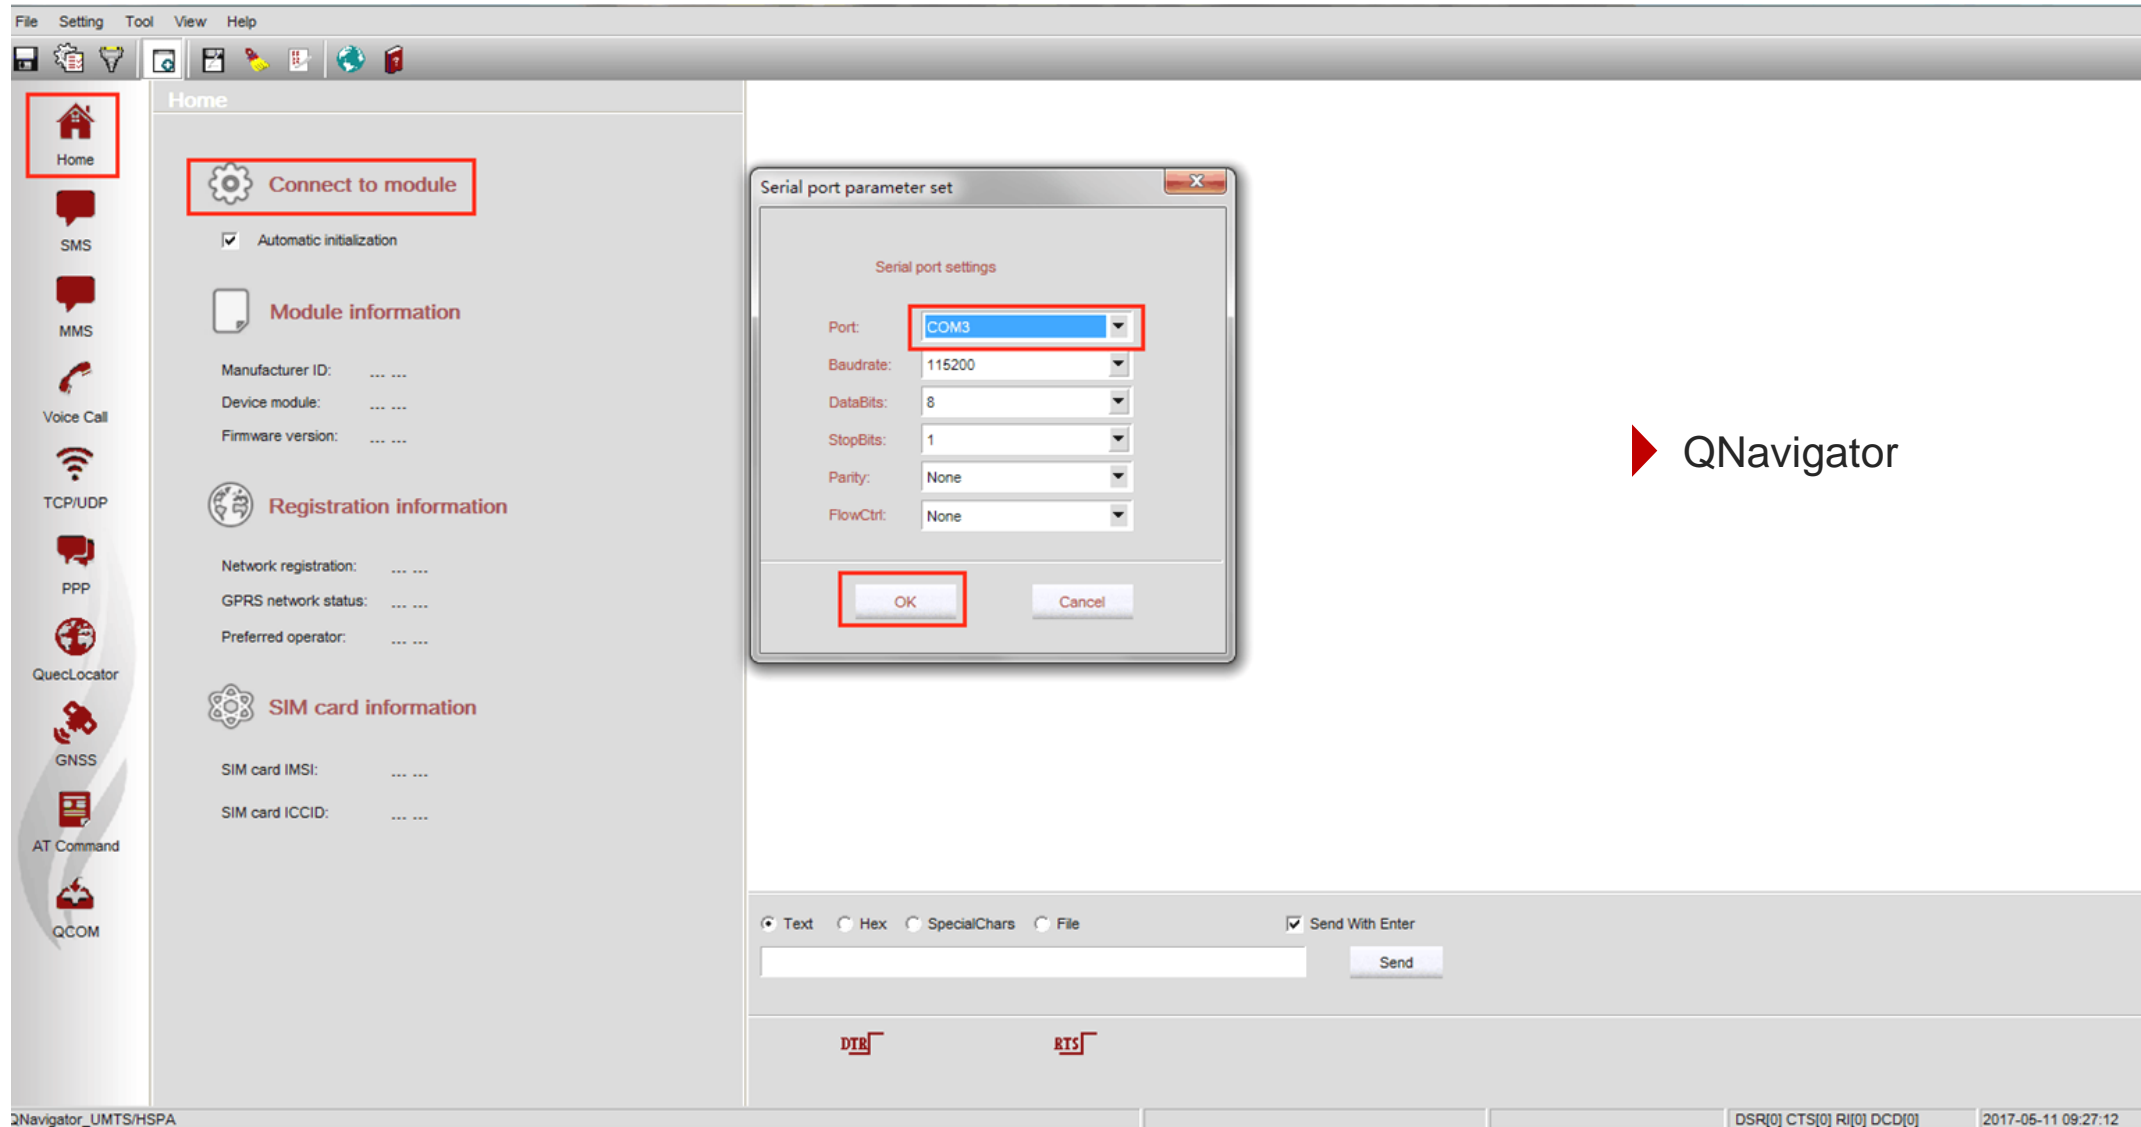 File Setting Tool View Help
Home
Home
Connect to module
Automatic initialization
SMS
MMS
Voice Call
TCP/UDP
PPP
QuecLocator
GNSS
AT Command
QCOM
Module information
Manufacturer ID: --- ---
Device module: --- ---
Firmware version: --- ---
Registration information
Network registration: --- ---
GPRS network status: --- ---
Preferred operator: --- ---
SIM card information
SIM card IMSI: --- ---
SIM card ICCID: --- ---
Serial port parameter set
Serial port settings
Port: COM3
Baudrate: 115200
DataBits: 8
StopBits: 1
Parity: None
FlowCtrl: None
OK Cancel
QNavigator
Text Hex SpecialChars File Send With Enter
Send
DTR RTS
QNavigator_UMTS/HSPA DSR[0] CTS[0] RI[0] DCD[0] 2017-05-11 09:27:12